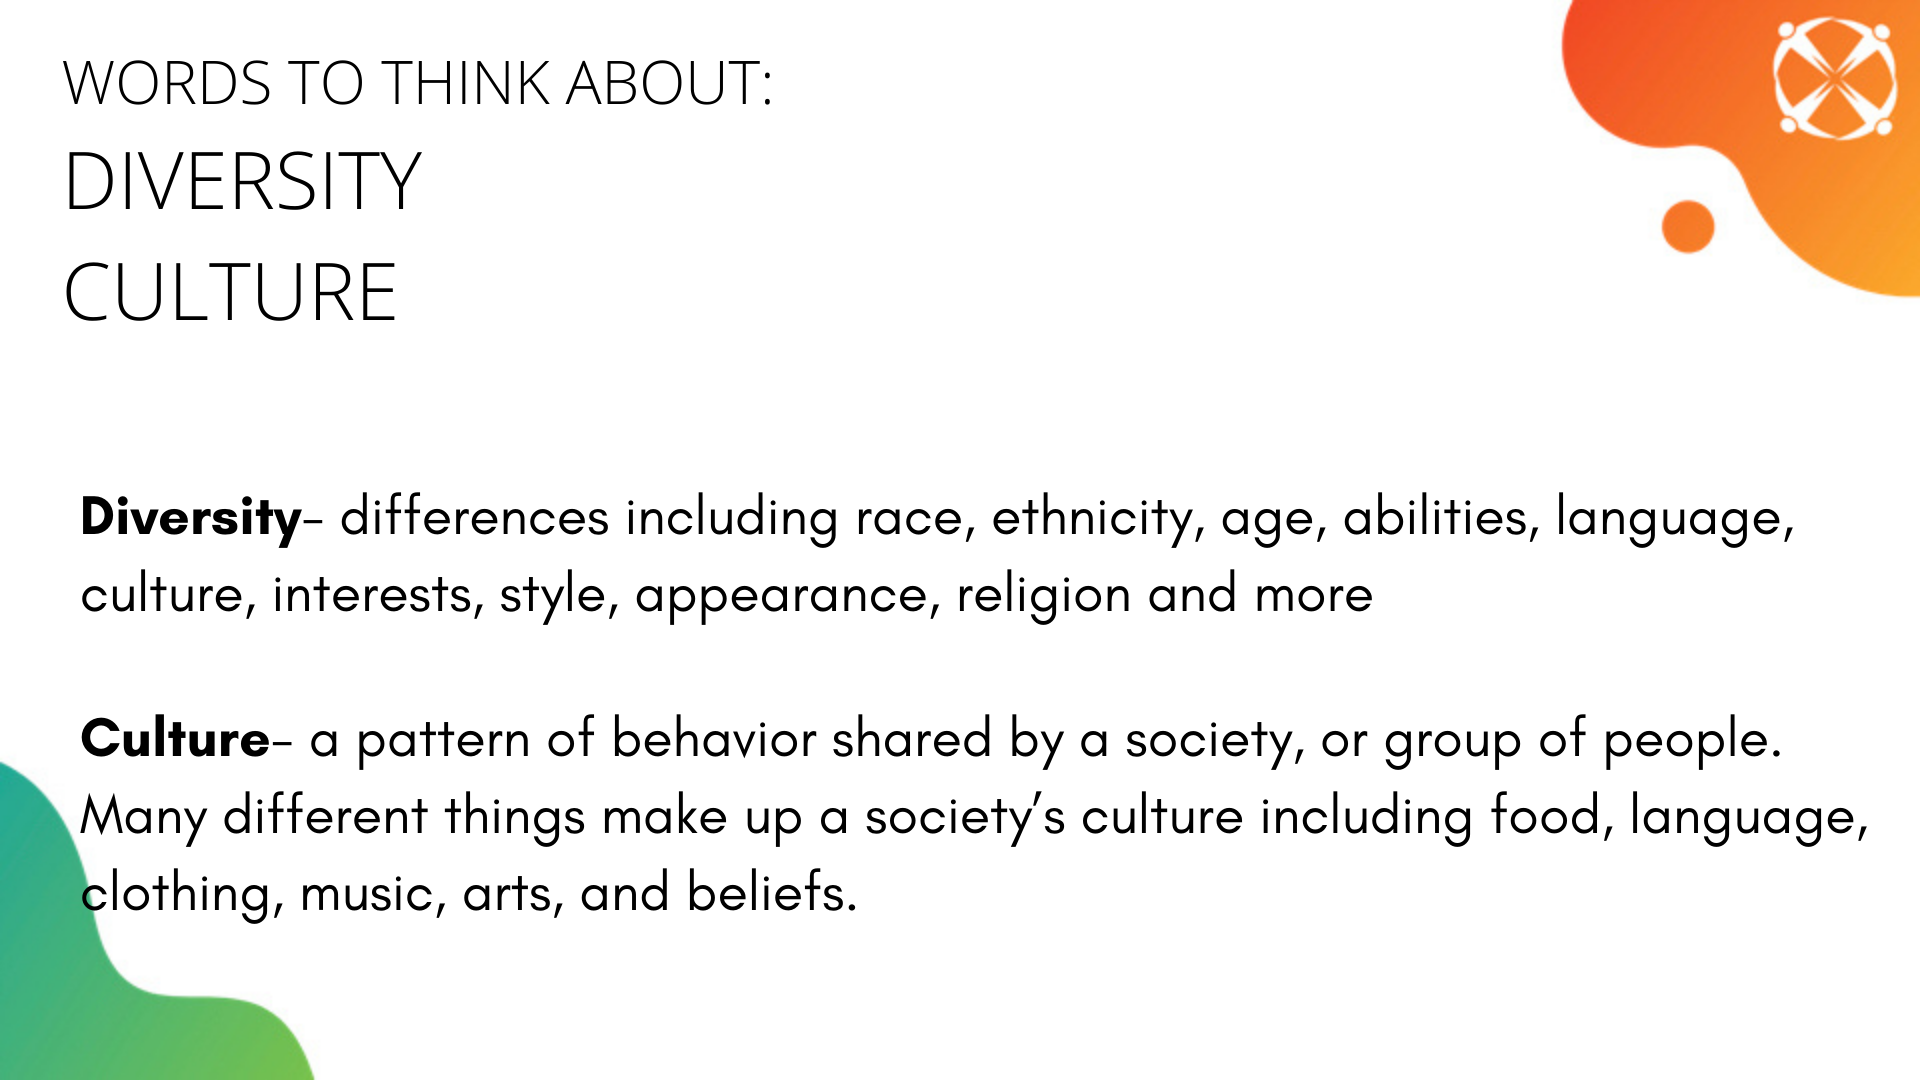 WORDS TO THINK ABOUT:
DIVERSITY
CULTURE
Diversity- differences including race, ethnicity, age, abilities, language,
culture, interests, style, appearance, religion and more
Culture- a pattern of behavior shared by a society, or group of people.
Many different things make up a society’s culture including food, language,
clothing, music, arts, and beliefs.